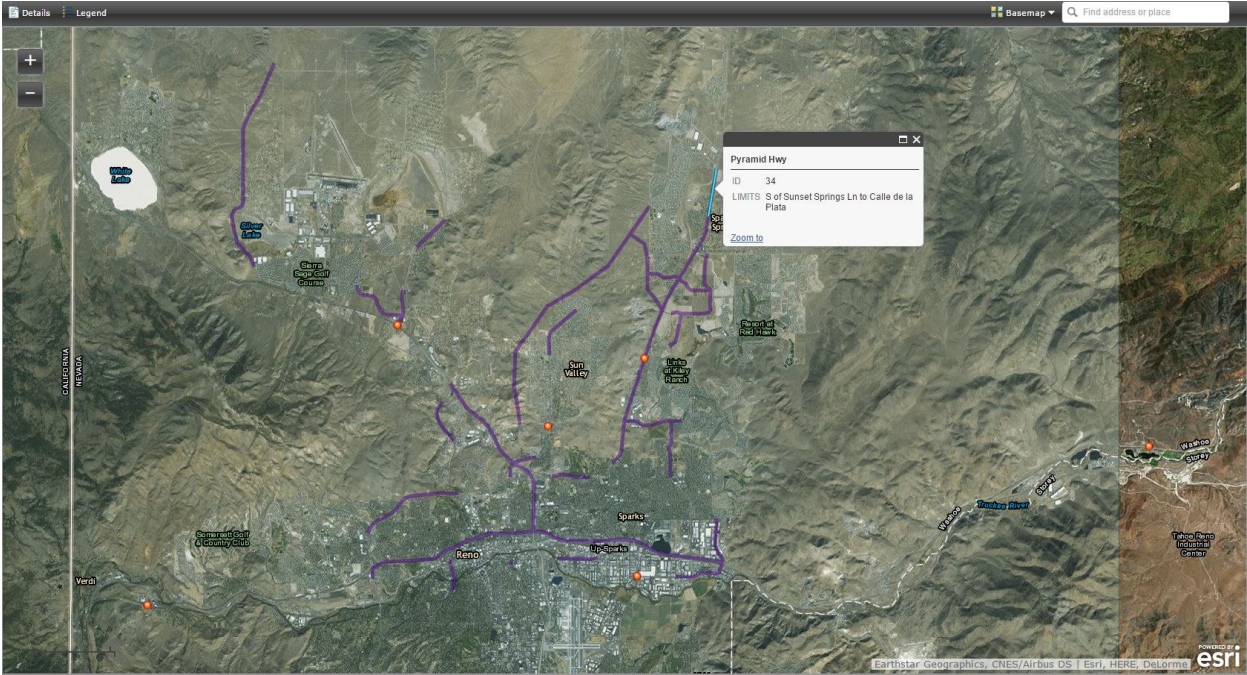 Details
Legend
Basemap
Find address or place
+
−
White
Lake
Silver
Lake
Sierra
Sage Golf
Course
Pyramid Hwy
ID 34
LIMITS S of Sunset Springs Ln to Calle de la
Plata
Zoom to
Spa
Spr
Resort at
Red Hawk
Links
at Kiley
Ranch
Sun
Valley
CALIFORNIA
NEVADA
Washoe
Storey
Storey
Truckee River
Washoe
Somersett Golf
& Country Club
Sparks
Up-Sparks
Reno
Tahoe Reno
Industrial
Center
Verdi
Earthstar Geographics, CNES/Airbus DS | Esri, HERE, DeLorme
POWERED BY
esri